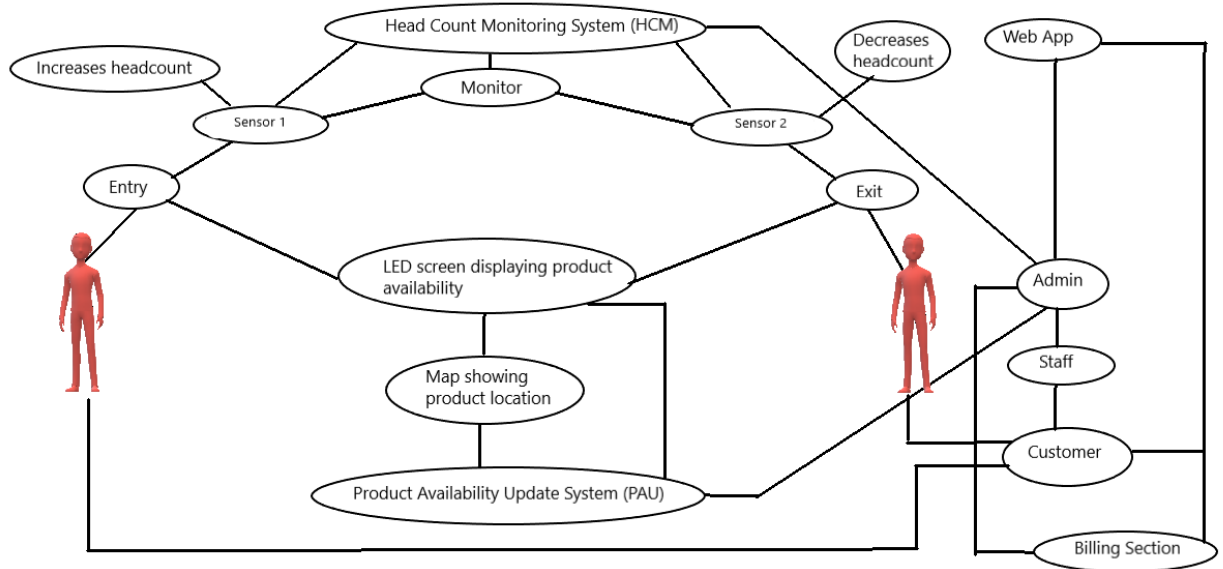 Head Count Monitoring System (HCM)
Web App
Decreases
headcount
Increases headcount
Monitor
Sensor 1
Sensor 2
Entry
Exit
LED screen displaying product
availability
Admin
Map showing
product location
Staff
Customer
Product Availability Update System (PAU)
Billing Section